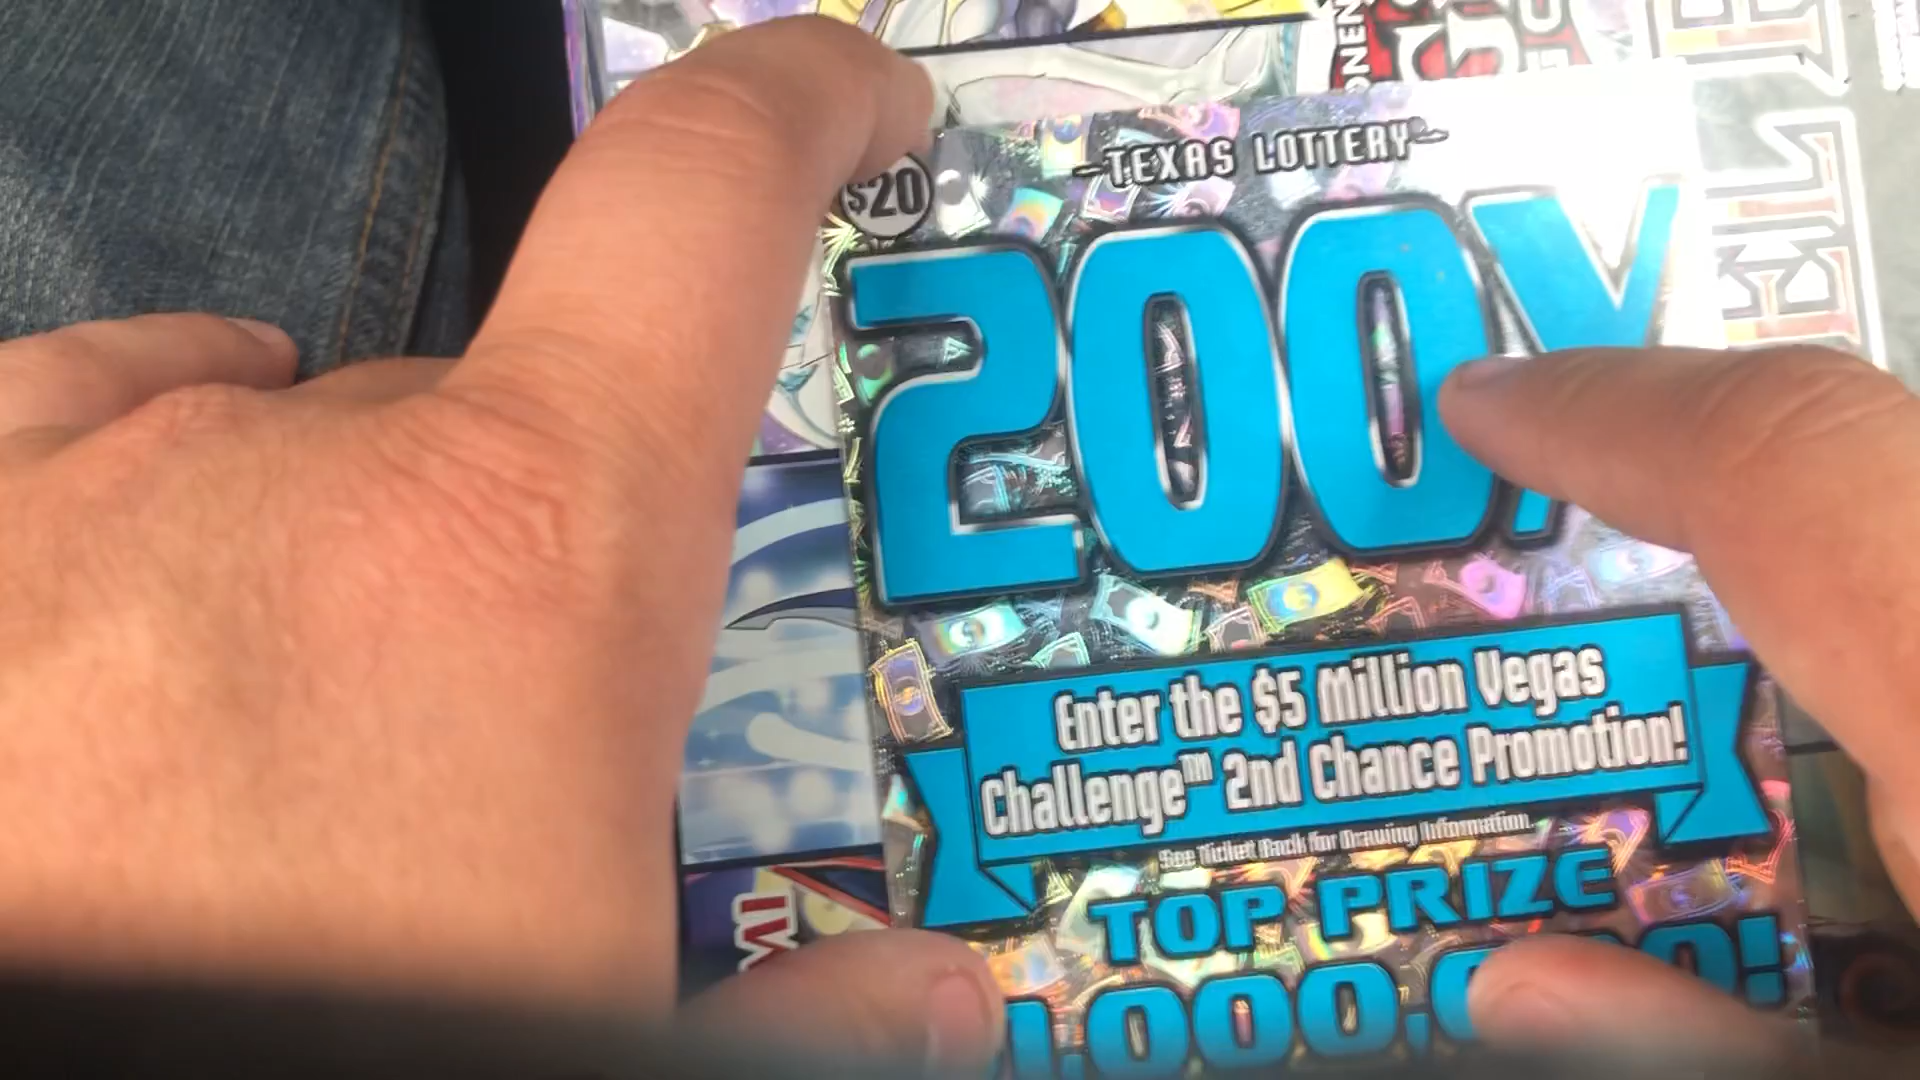 TEXAS LOTTERY
$20
200X
Enter the $5 Million Vegas
Challenge™ 2nd Chance Promotion!
See Ticket Back for Drawing Information.
TOP PRIZE